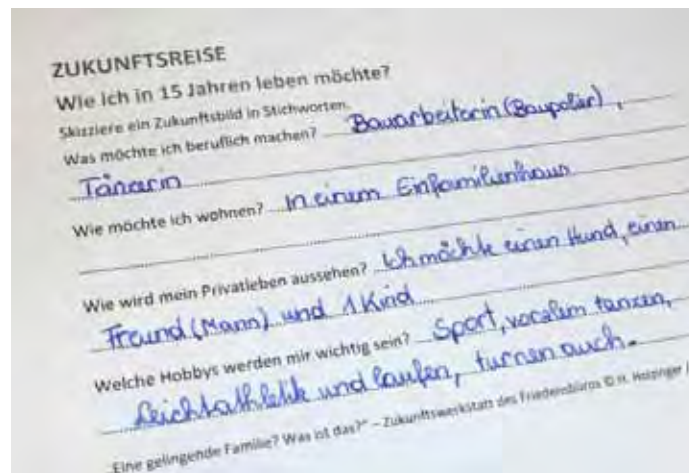 ZUKUNFTSREISE
Wie ich in 15 Jahren leben möchte?
Skizziere ein Zukunftsbild in Stichworten.
Was möchte ich beruflich machen? Bauarbeiterin (Baupolier),
Tänarin
Wie möchte ich wohnen? In einem Einfamilienhaus
Wie wird mein Privatleben aussehen? Ich möchte einen Hund, einen
Freund (Mann) und 1 Kind
Welche Hobbys werden mir wichtig sein? Sport, voralem tanzen,
Leichtathletik und laufen, turnen auch.
„Eine gelingende Familie? Was ist das?“ – Zukunftswerkstatt des Friedensbüros © H. Holzinger